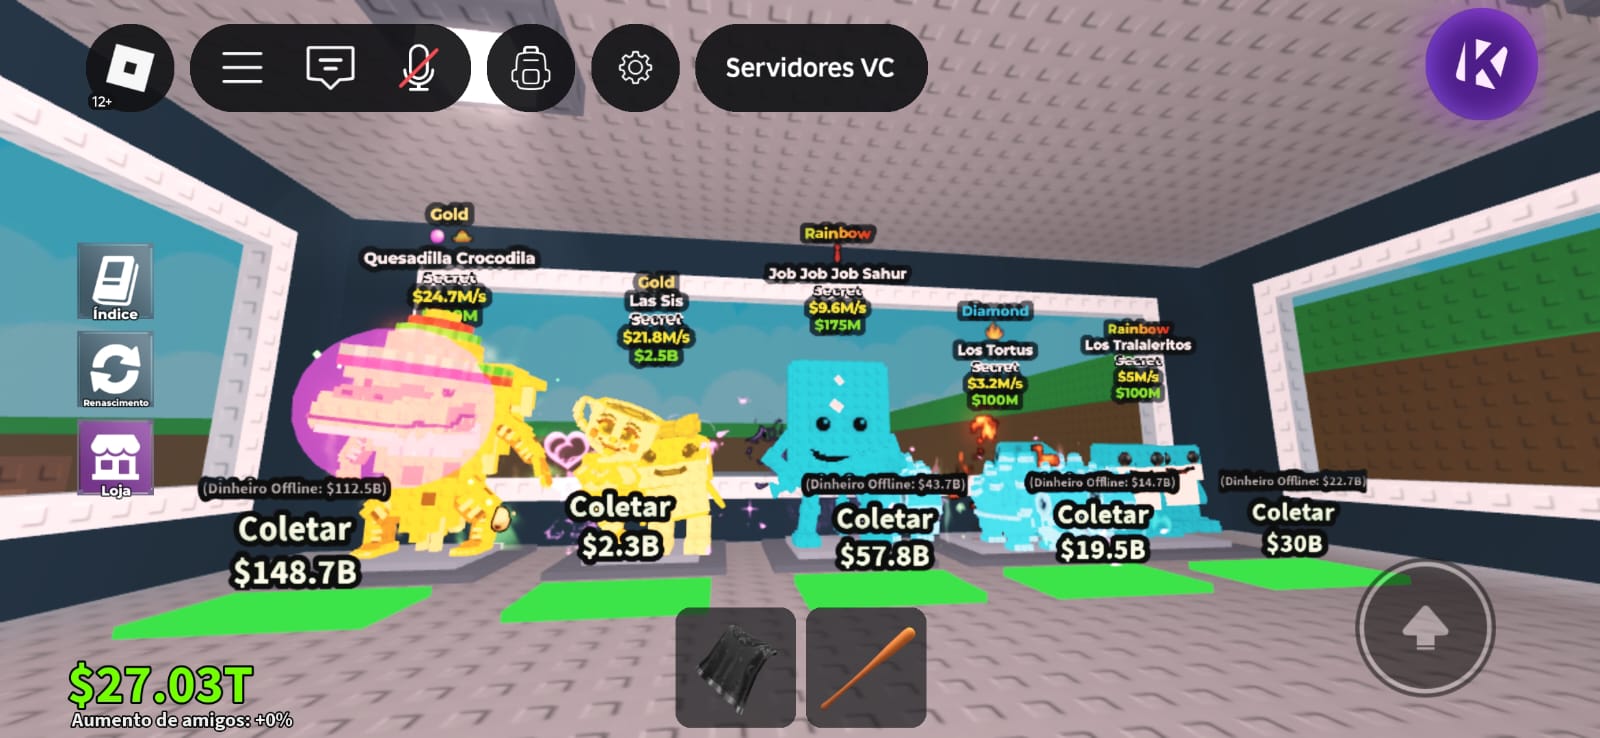 12+
Servidores VC
Índice
Renascimento
Loja
Gold
Quesadilla Crocodila
Secret
$24.7M/s
Gold
Las Sis
Secret
$21.8M/s
$2.5B
Rainbow
Job Job Job Sahur
Secret
$9.6M/s
$175M
Diamond
Los Tortus
Secret
$3.2M/s
$100M
Rainbow
Los Tralaleritos
Secret
$5M/s
$100M
(Dinheiro Offline: $112.5B)
Coletar
$148.7B
Coletar
$2.3B
(Dinheiro Offline: $43.7B)
Coletar
$57.8B
(Dinheiro Offline: $14.7B)
Coletar
$19.5B
(Dinheiro Offline: $22.7B)
Coletar
$30B
$27.03T
Aumento de amigos: +0%